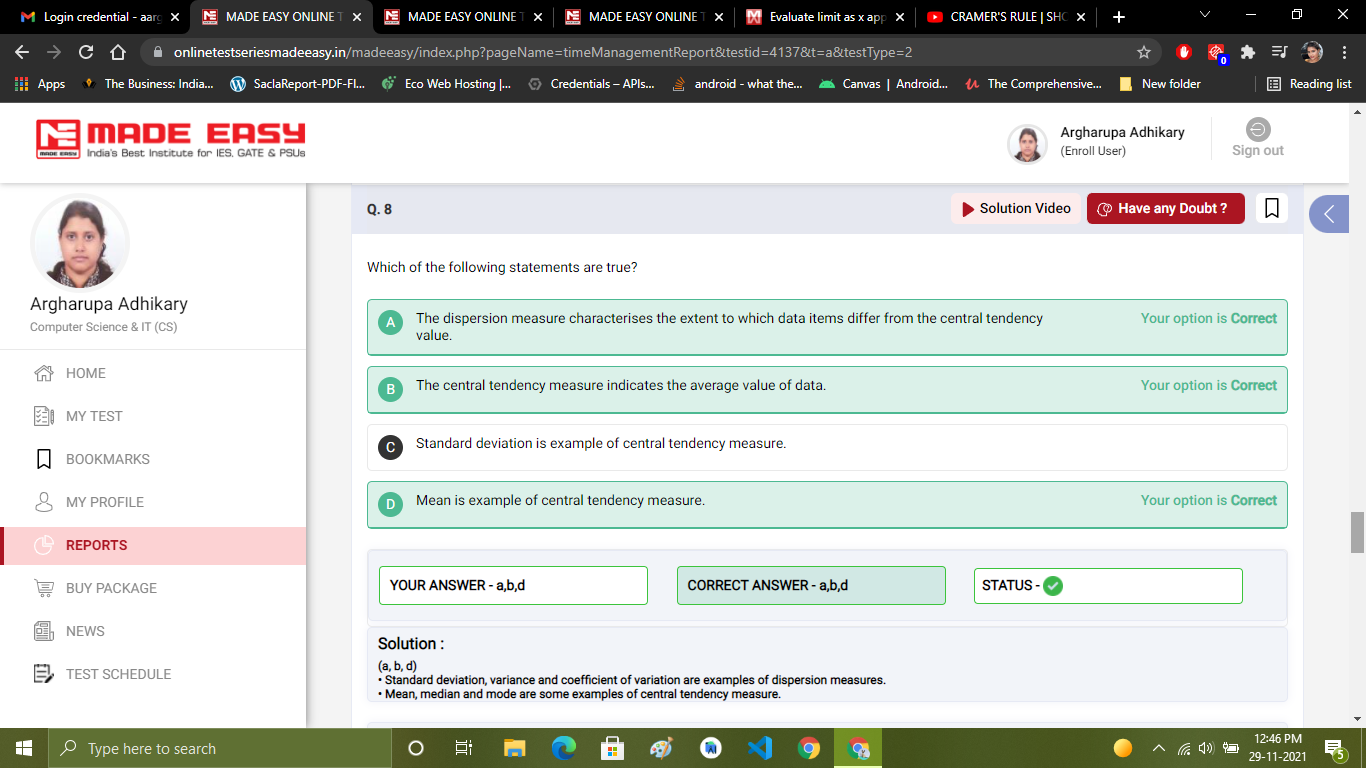 Login credential - aarg
MADE EASY ONLINE T
MADE EASY ONLINE T
MADE EASY ONLINE T
Evaluate limit as x app
CRAMER'S RULE | SHO
onlinetestseriesmadeeasy.in/madeeasy/index.php?pageName=timeManagementReport&testid=4137&t=a&testType=2
0
Apps
The Business: India...
SaclaReport-PDF-Fl...
Eco Web Hosting |...
Credentials – APIs...
android - what the...
Canvas | Android...
The Comprehensive...
New folder
Reading list
MADE EASY
MADE EASY
India's Best Institute for IES, GATE & PSUs
Argharupa Adhikary
(Enroll User)
Sign out
Argharupa Adhikary
Computer Science & IT (CS)
HOME
MY TEST
BOOKMARKS
MY PROFILE
REPORTS
BUY PACKAGE
NEWS
TEST SCHEDULE
Q. 8
Solution Video
Have any Doubt ?
Which of the following statements are true?
A The dispersion measure characterises the extent to which data items differ from the central tendency
value.
Your option is Correct
B The central tendency measure indicates the average value of data.
Your option is Correct
C Standard deviation is example of central tendency measure.
D Mean is example of central tendency measure.
Your option is Correct
YOUR ANSWER - a,b,d
CORRECT ANSWER - a,b,d
STATUS -
Solution :
(a, b, d)
• Standard deviation, variance and coefficient of variation are examples of dispersion measures.
• Mean, median and mode are some examples of central tendency measure.
Type here to search
12:46 PM
29-11-2021
5